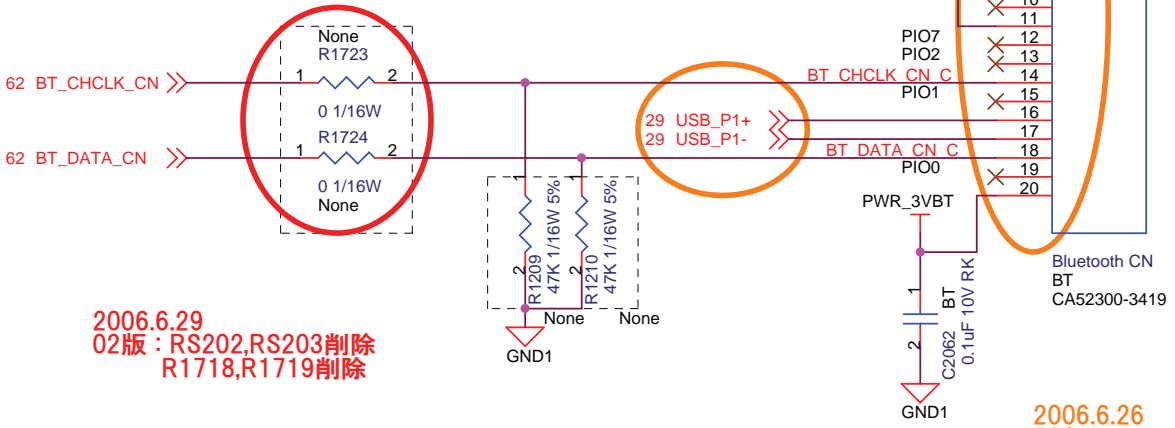 10
11
12
13
14
15
16
17
18
19
20
PIO7
PIO2
BT_CHCLK_CN_C
PIO1
BT_DATA_CN_C
PIO0
None
R1723
62 BT_CHCLK_CN
1
2
0 1/16W
R1724
62 BT_DATA_CN
1
2
0 1/16W
None
29 USB_P1+
29 USB_P1-
1
2
R1209
47K 1/16W 5%
1
2
R1210
47K 1/16W 5%
None
None
GND1
PWR_3VBT
1
2
C2062
BT
0.1uF 10V RK
GND1
Bluetooth CN
BT
CA52300-3419
2006.6.29
02版：RS202,RS203削除
R1718,R1719削除
2006.6.26